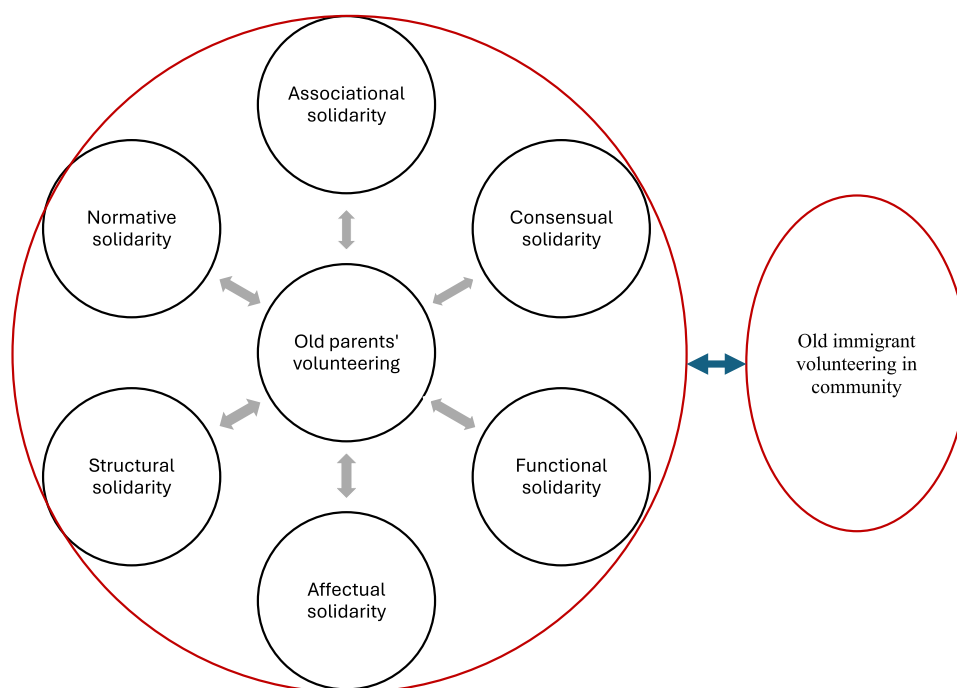 Associational
solidarity
Normative
solidarity
Consensual
solidarity
Old parents'
volunteering
Old immigrant
volunteering in
community
Structural
solidarity
Functional
solidarity
Affectual
solidarity